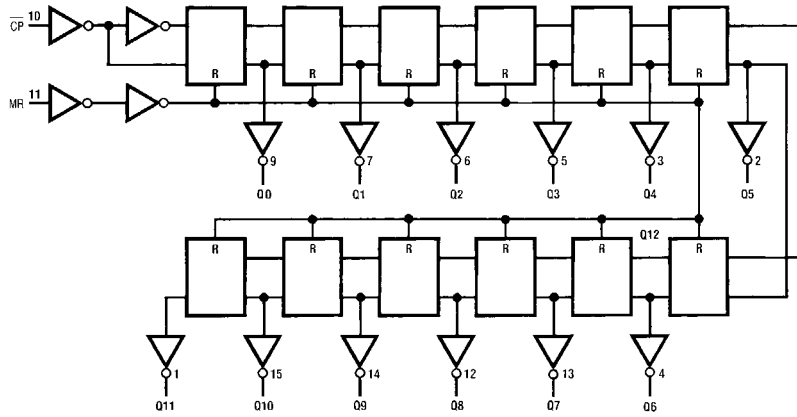 C̅P̅ 10
MR 11
R R R R R R
9 7 6 5 3 2
Q0 Q1 Q2 Q3 Q4 Q5
Q12
R R R R R R
1 15 14 12 13 4
Q11 Q10 Q9 Q8 Q7 Q6